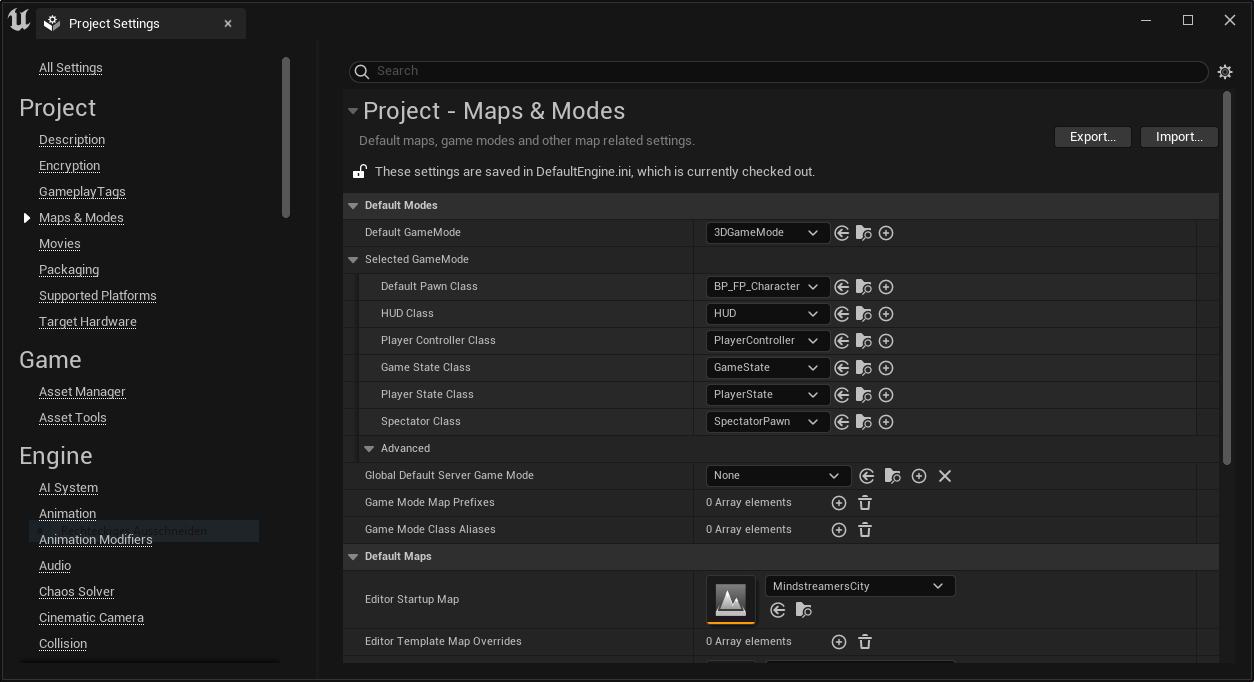 Project Settings
All Settings
Project
Description
Encryption
GameplayTags
Maps & Modes
Movies
Packaging
Supported Platforms
Target Hardware
Game
Asset Manager
Asset Tools
Engine
AI System
Animation
Rechteckiges Ausschneiden
Animation Modifiers
Audio
Chaos Solver
Cinematic Camera
Collision
Search
Project - Maps & Modes
Default maps, game modes and other map related settings.
Export...
Import...
These settings are saved in DefaultEngine.ini, which is currently checked out.
Default Modes
Default GameMode 3DGameMode
Selected GameMode
Default Pawn Class BP_FP_Character
HUD Class HUD
Player Controller Class PlayerController
Game State Class GameState
Player State Class PlayerState
Spectator Class SpectatorPawn
Advanced
Global Default Server Game Mode None
Game Mode Map Prefixes 0 Array elements
Game Mode Class Aliases 0 Array elements
Default Maps
Editor Startup Map MindstreamersCity
Editor Template Map Overrides 0 Array elements